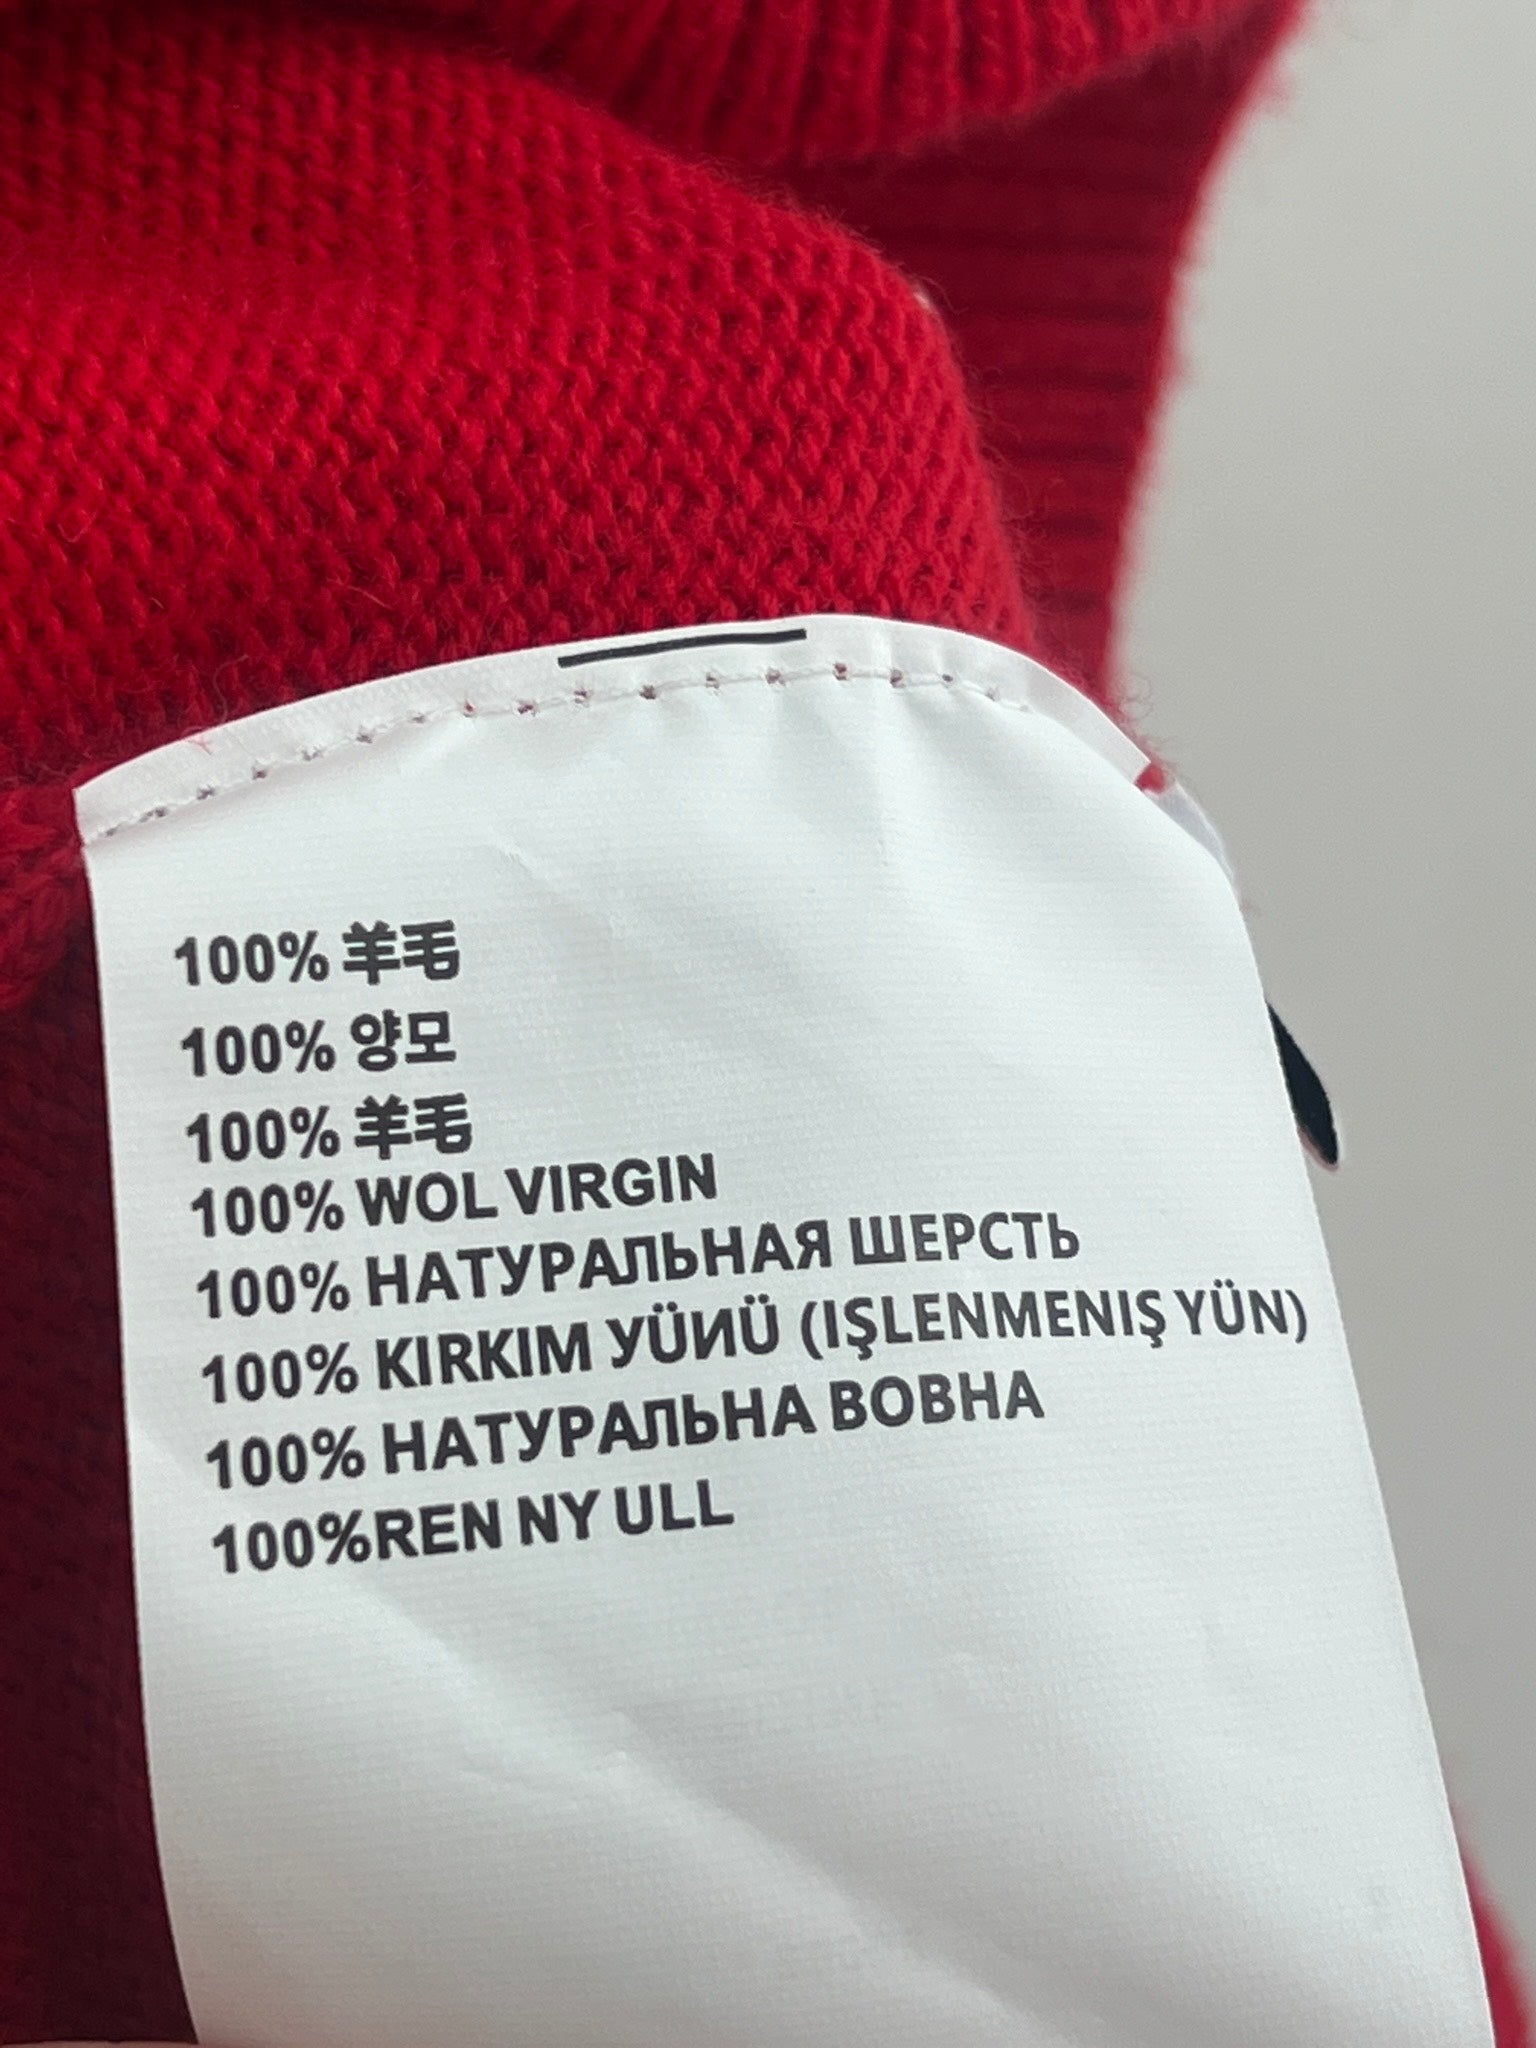 100% 羊毛
100% 양모
100% 羊毛
100% WOL VIRGIN
100% НАТУРАЛЬНАЯ ШЕРСТЬ
100% KIRKIM УÜИÜ (IŞLENMENIŞ YÜN)
100% НАТУРАЛЬНА ВОВНА
100%REN NY ULL